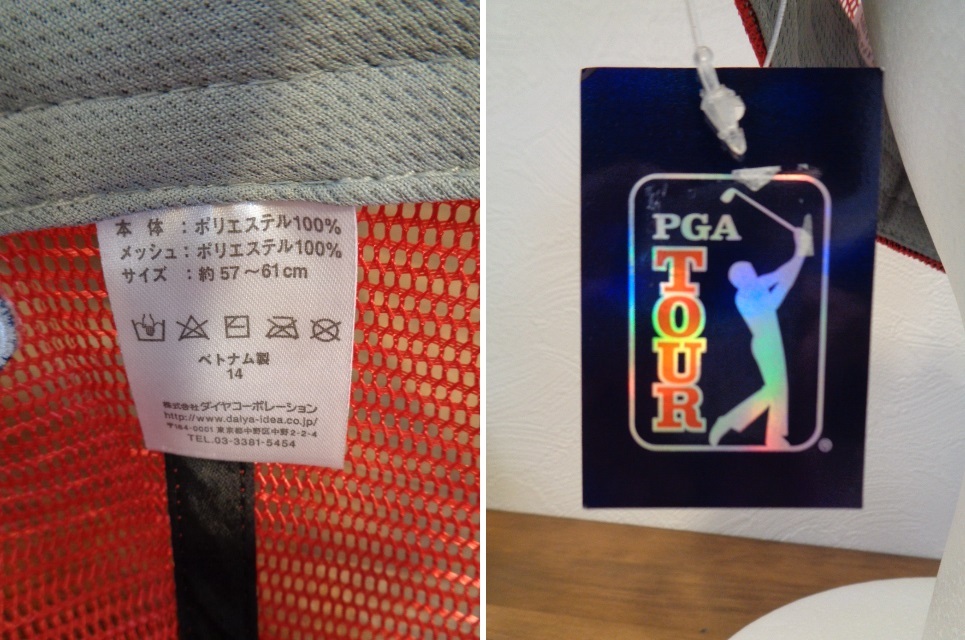 本体 : ポリエステル100%
メッシュ : ポリエステル100%
サイズ : 約57～61cm
ベトナム製
14
株式会社ダイヤコーポレーション
http://www.daiya-idea.co.jp/
〒164-0001 東京都中野区中野2-2-4
TEL.03-3381-5454
PGA
TOUR
®